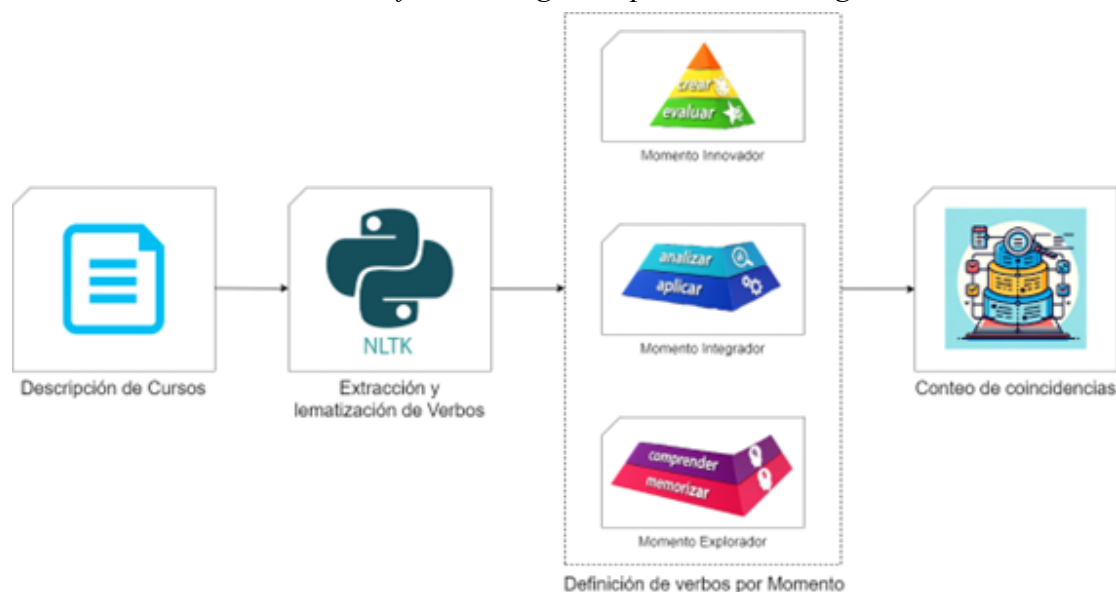 crear
evaluar
Momento Innovador
analizar
aplicar
Momento Integrador
comprender
memorizar
Momento Explorador
NLTK
Descripción de Cursos
Extracción y
lematización de Verbos
Conteo de coincidencias
Definición de verbos por Momento